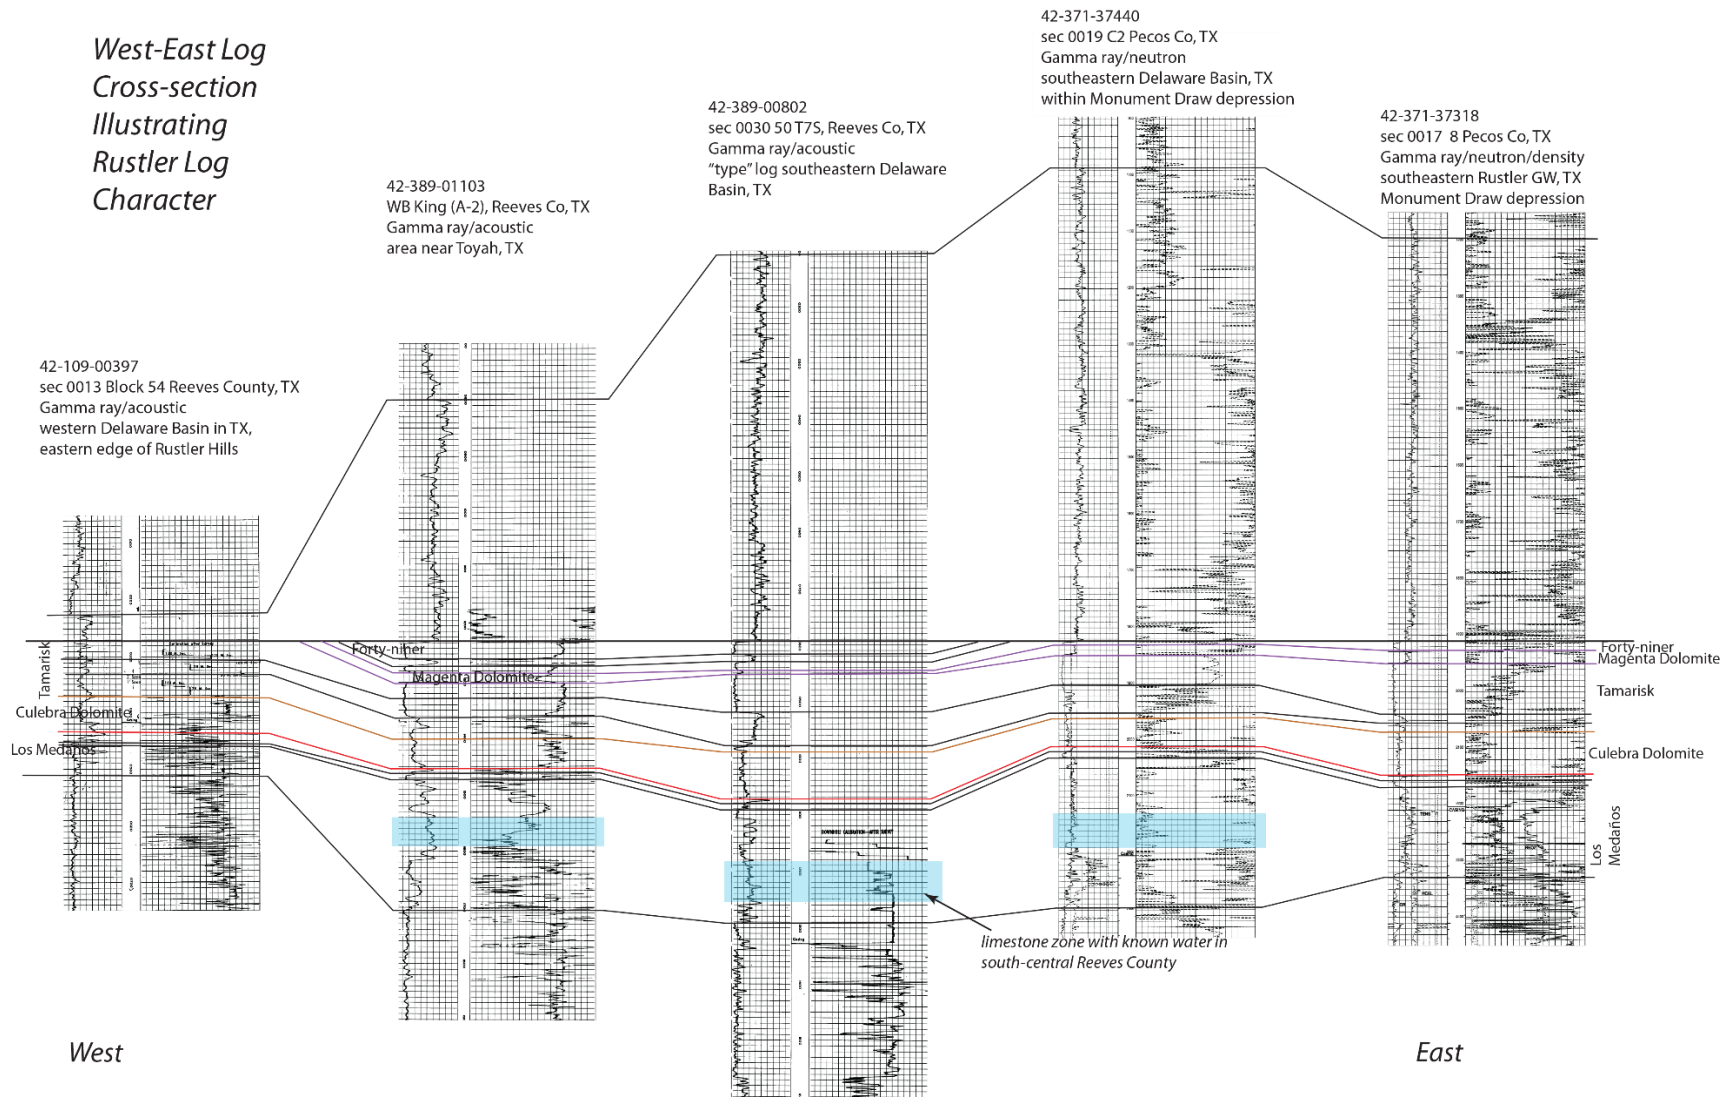 West-East Log
Cross-section
Illustrating
Rustler Log
Character
42-109-00397
sec 0013 Block 54 Reeves County, TX
Gamma ray/acoustic
western Delaware Basin in TX,
eastern edge of Rustler Hills
42-389-01103
WB King (A-2), Reeves Co, TX
Gamma ray/acoustic
area near Toyah, TX
42-389-00802
sec 0030 50 T7S, Reeves Co, TX
Gamma ray/acoustic
"type" log southeastern Delaware
Basin, TX
42-371-37440
sec 0019 C2 Pecos Co, TX
Gamma ray/neutron
southeastern Delaware Basin, TX
within Monument Draw depression
42-371-37318
sec 0017 8 Pecos Co, TX
Gamma ray/neutron/density
southeastern Rustler GW, TX
Monument Draw depression
Tamarisk
Culebra Dolomite
Los Medaños
Forty-niner
Magenta Dolomite
Forty-niner
Magenta Dolomite
Tamarisk
Culebra Dolomite
Los
Medaños
DOWNHOLE CALIBRATION-AFTER SURVEY
limestone zone with known water in
south-central Reeves County
West
East